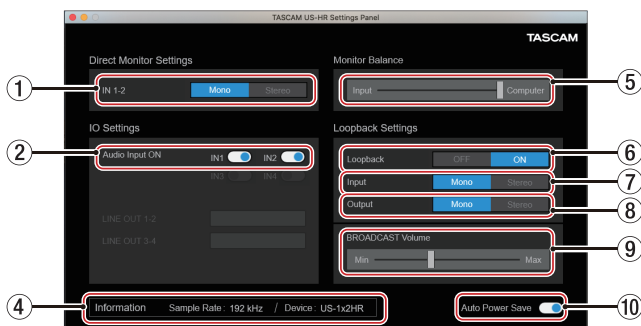 TASCAM US-HR Settings Panel
TASCAM
Direct Monitor Settings
1
IN 1-2
Mono
Stereo
Monitor Balance
Input
Computer
5
IO Settings
2
Audio Input ON
IN1
IN2
IN3
IN4
LINE OUT 1-2
LINE OUT 3-4
Loopback Settings
Loopback
OFF
ON
6
Input
Mono
Stereo
7
Output
Mono
Stereo
8
BROADCAST Volume
Min
Max
9
4
Information
Sample Rate : 192 kHz / Device : US-1x2HR
Auto Power Save
10